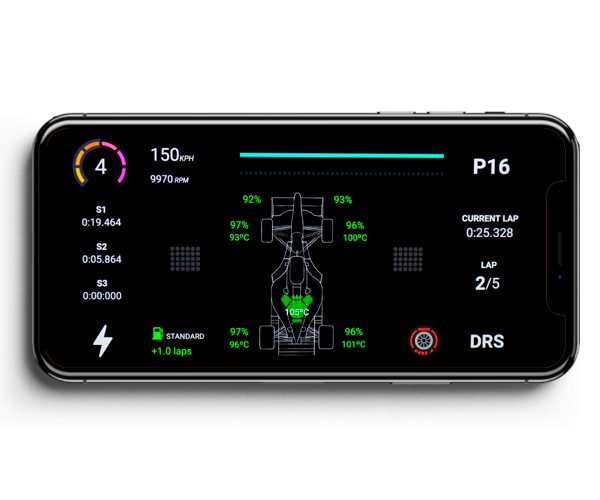 4
150 KPH
9970 RPM
P16
S1
0:19.464
S2
0:05.864
S3
0:00:000
92%
93%
97%
93ºC
96%
100ºC
105ºC
97%
96ºC
96%
101ºC
CURRENT LAP
0:25.328
LAP
2/5
STANDARD
+1.0 laps
DRS